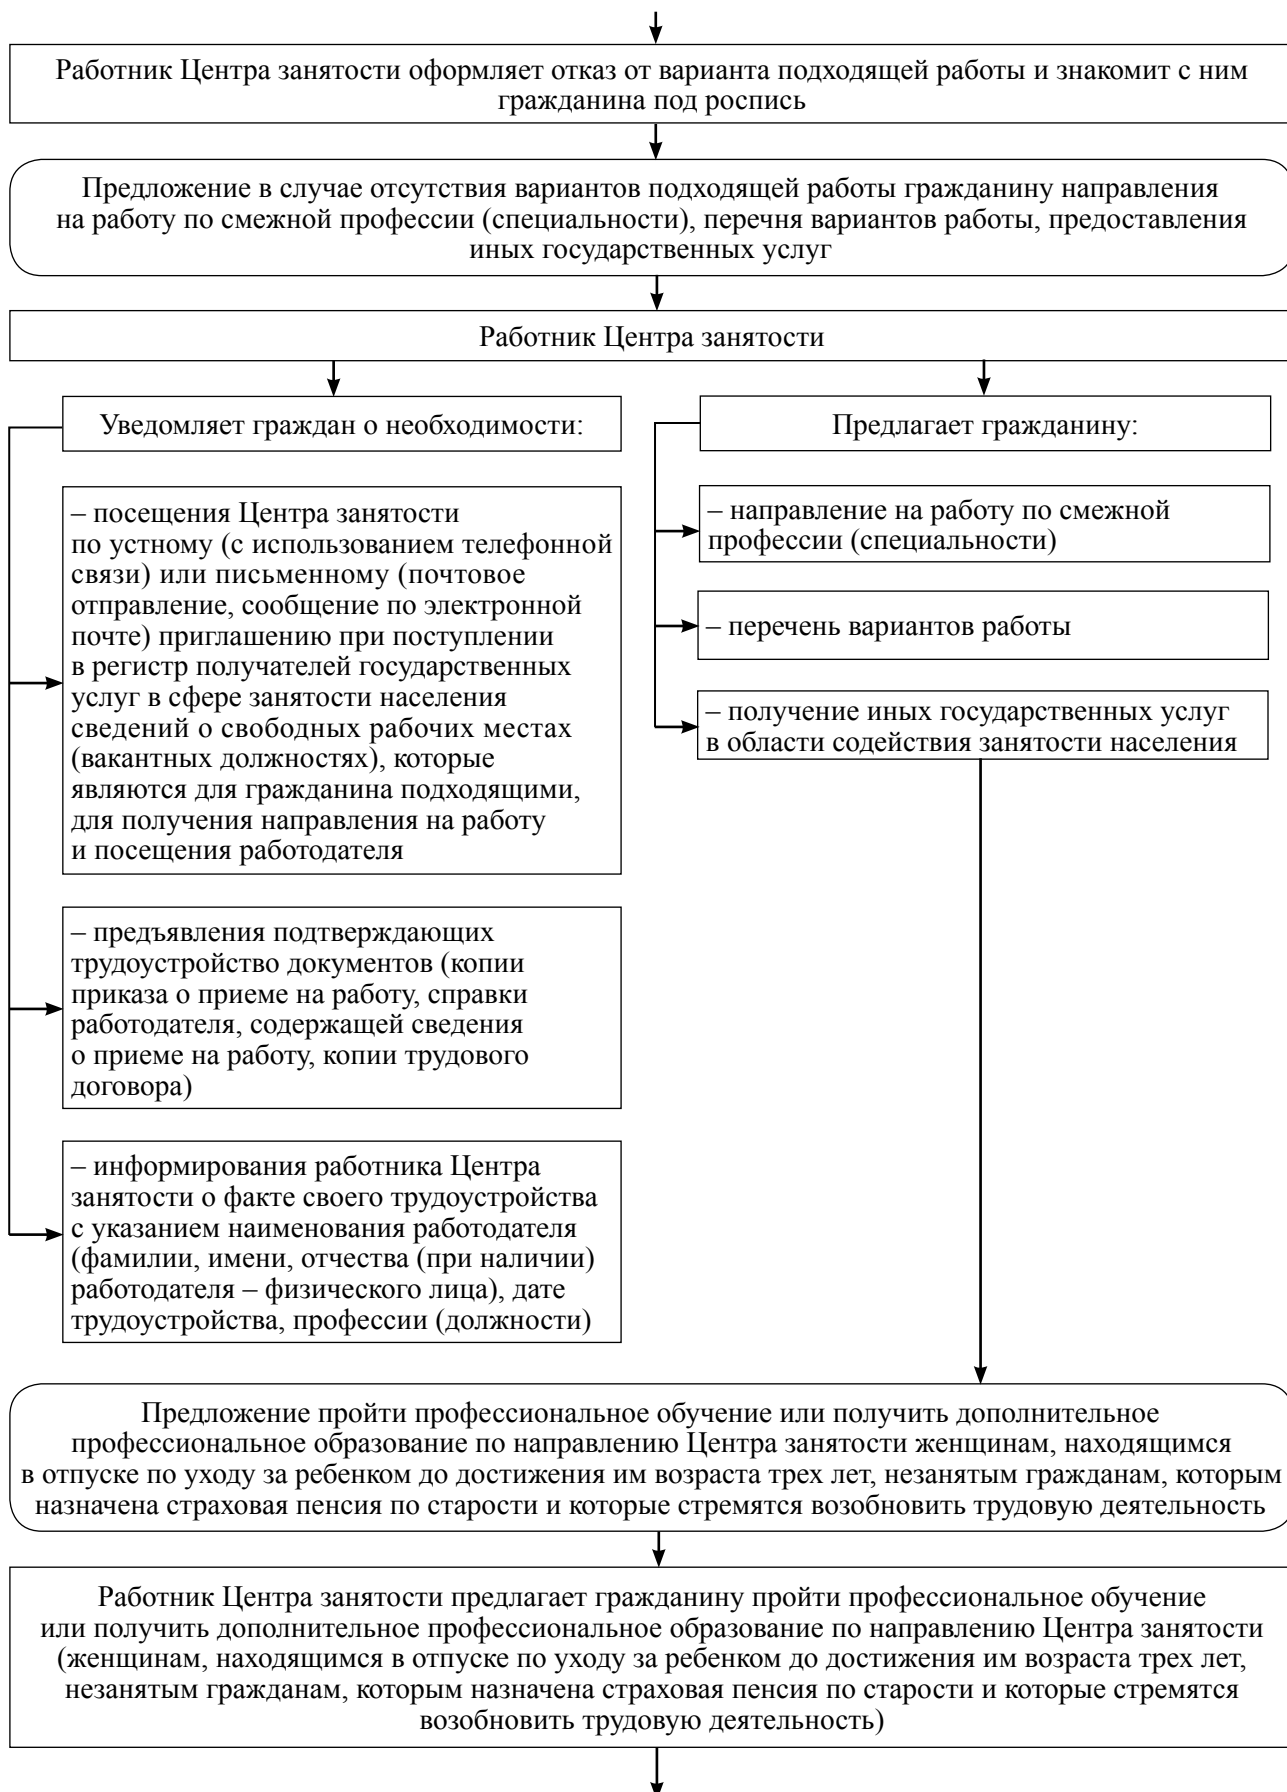 Работник Центра занятости оформляет отказ от варианта подходящей работы и знакомит с ним
гражданина под роспись
Предложение в случае отсутствия вариантов подходящей работы гражданину направления
на работу по смежной профессии (специальности), перечня вариантов работы, предоставления
иных государственных услуг
Работник Центра занятости
Уведомляет граждан о необходимости:
– посещения Центра занятости
по устному (с использованием телефонной
связи) или письменному (почтовое
отправление, сообщение по электронной
почте) приглашению при поступлении
в регистр получателей государственных
услуг в сфере занятости населения
сведений о свободных рабочих местах
(вакантных должностях), которые
являются для гражданина подходящими,
для получения направления на работу
и посещения работодателя
– предъявления подтверждающих
трудоустройство документов (копии
приказа о приеме на работу, справки
работодателя, содержащей сведения
о приеме на работу, копии трудового
договора)
– информирования работника Центра
занятости о факте своего трудоустройства
с указанием наименования работодателя
(фамилии, имени, отчества (при наличии)
работодателя – физического лица), дате
трудоустройства, профессии (должности)
Предлагает гражданину:
– направление на работу по смежной
профессии (специальности)
– перечень вариантов работы
– получение иных государственных услуг
в области содействия занятости населения
Предложение пройти профессиональное обучение или получить дополнительное
профессиональное образование по направлению Центра занятости женщинам, находящимся
в отпуске по уходу за ребенком до достижения им возраста трех лет, незанятым гражданам, которым
назначена страховая пенсия по старости и которые стремятся возобновить трудовую деятельность
Работник Центра занятости предлагает гражданину пройти профессиональное обучение
или получить дополнительное профессиональное образование по направлению Центра занятости
(женщинам, находящимся в отпуске по уходу за ребенком до достижения им возраста трех лет,
незанятым гражданам, которым назначена страховая пенсия по старости и которые стремятся
возобновить трудовую деятельность)